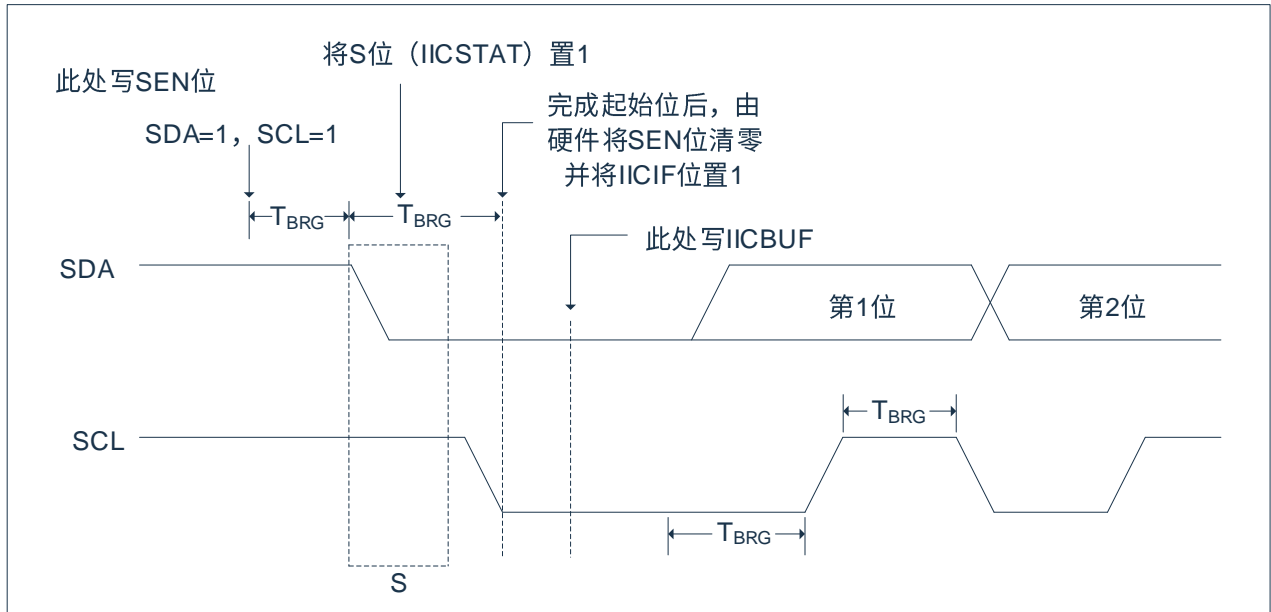 将S位（IICSTAT）置1
此处写SEN位
完成起始位后，由
SDA=1，SCL=1
硬件将SEN位清零
并将IICIF位置1
TBRG
TBRG
此处写IICBUF
SDA
第1位
第2位
TBRG
SCL
TBRG
S